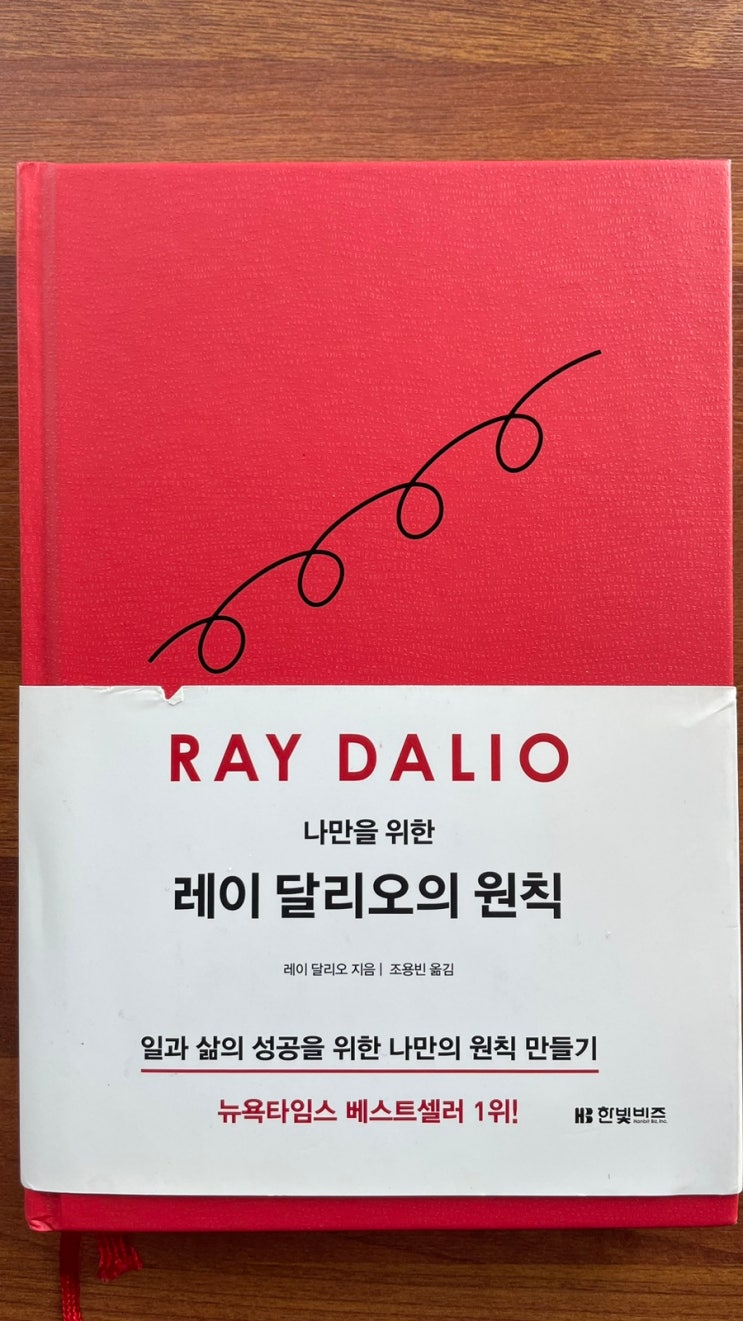 RAY DALIO
나만을 위한
레이 달리오의 원칙
레이 달리오 지음 | 조용빈 옮김
일과 삶의 성공을 위한 나만의 원칙 만들기
뉴욕타임스 베스트셀러 1위!
HB 한빛비즈
Hanbit Biz, Inc.